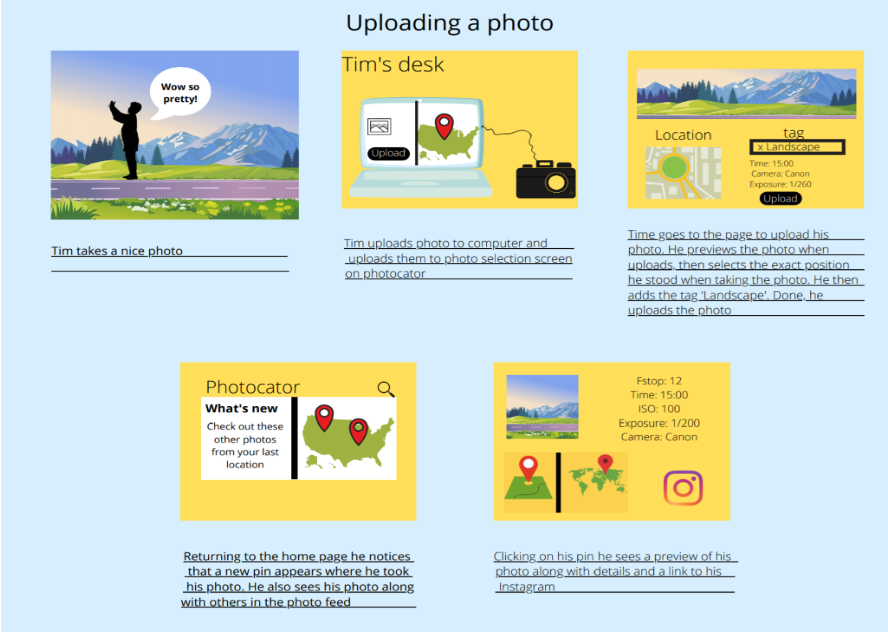 Uploading a photo
Wow so
pretty!
Tim takes a nice photo
Tim's desk
Upload
Tim uploads photo to computer and
uploads them to photo selection screen
on photocator
Location
tag
x Landscape
Time: 15:00
Camera: Canon
Exposure: 1/260
Upload
Time goes to the page to upload his
photo. He previews the photo when
uploads, then selects the exact position
he stood when taking the photo. He then
adds the tag 'Landscape'. Done, he
uploads the photo
Photocator
What's new
Check out these
other photos
from your last
location
Returning to the home page he notices
that a new pin appears where he took
his photo. He also sees his photo along
with others in the photo feed
Fstop: 12
Time: 15:00
ISO: 100
Exposure: 1/200
Camera: Canon
Clicking on his pin he sees a preview of his
photo along with details and a link to his
Instagram